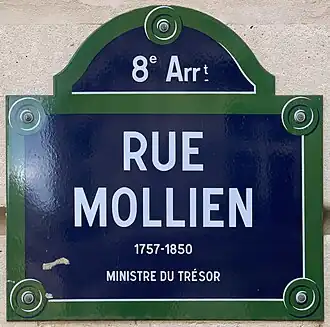 8e Arrt
RUE
MOLLIEN
1757-1850
MINISTRE DU TRÉSOR